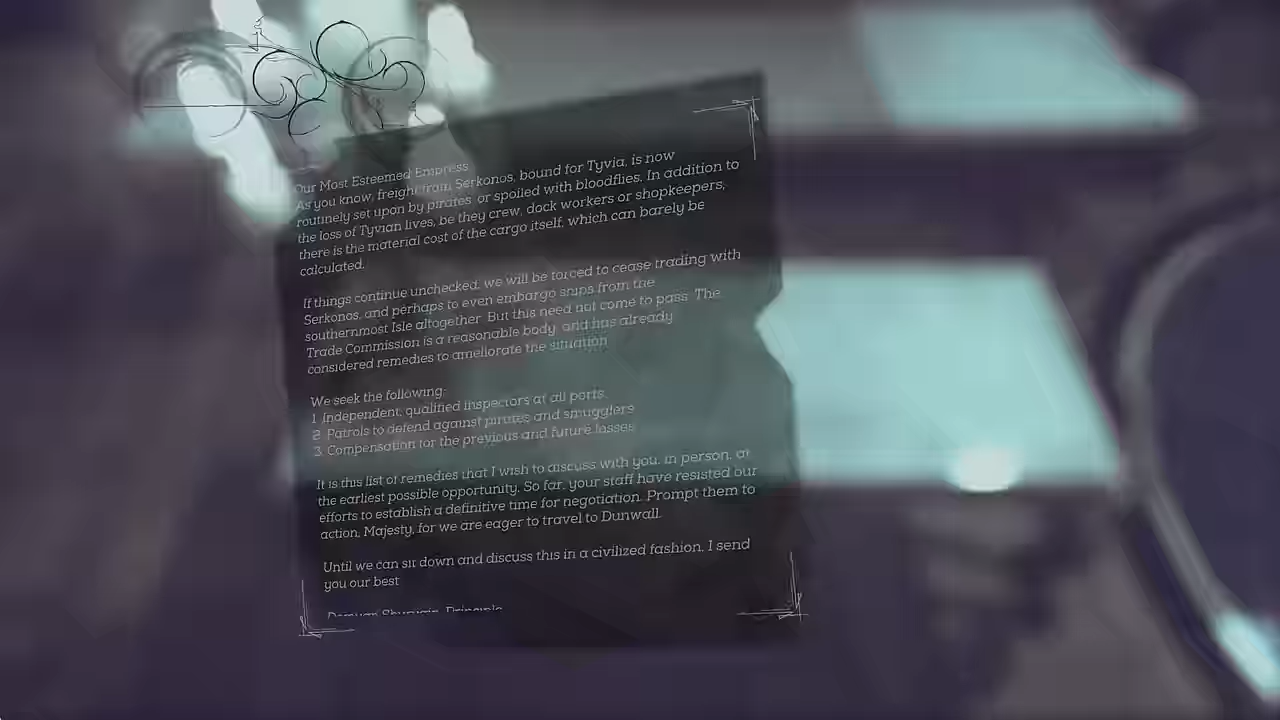 Our Most Esteemed Empress
As you know, freight from Serkonos, bound for Tyvia, is now
routinely set upon by pirates or spoiled with bloodflies. In addition to
the loss of Tyvian lives, be they crew, dock workers or shopkeepers,
there is the material cost of the cargo itself, which can barely be
calculated.
If things continue unchecked, we will be forced to cease trading with
Serkonos, and perhaps to even embargo ships from the
southernmost Isle altogether. But this need not come to pass. The
Trade Commission is a reasonable body, and has already
considered remedies to ameliorate the situation
We seek the following:
1. Independent, qualified inspectors at all ports.
2. Patrols to defend against pirates and smugglers
3. Compensation for the previous and future losses
It is this list of remedies that I wish to discuss with you, in person, at
the earliest possible opportunity. So far, your staff have resisted our
efforts to establish a definitive time for negotiation. Prompt them to
action, Majesty, for we are eager to travel to Dunwall.
Until we can sit down and discuss this in a civilized fashion, I send
you our best
Principle